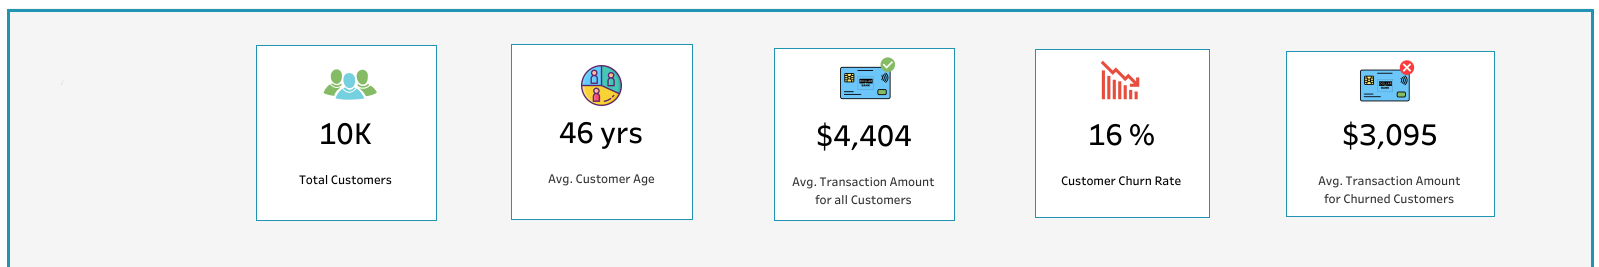 10K
Total Customers
46 yrs
Avg. Customer Age
$4,404
Avg. Transaction Amount
for all Customers
16 %
Customer Churn Rate
$3,095
Avg. Transaction Amount
for Churned Customers